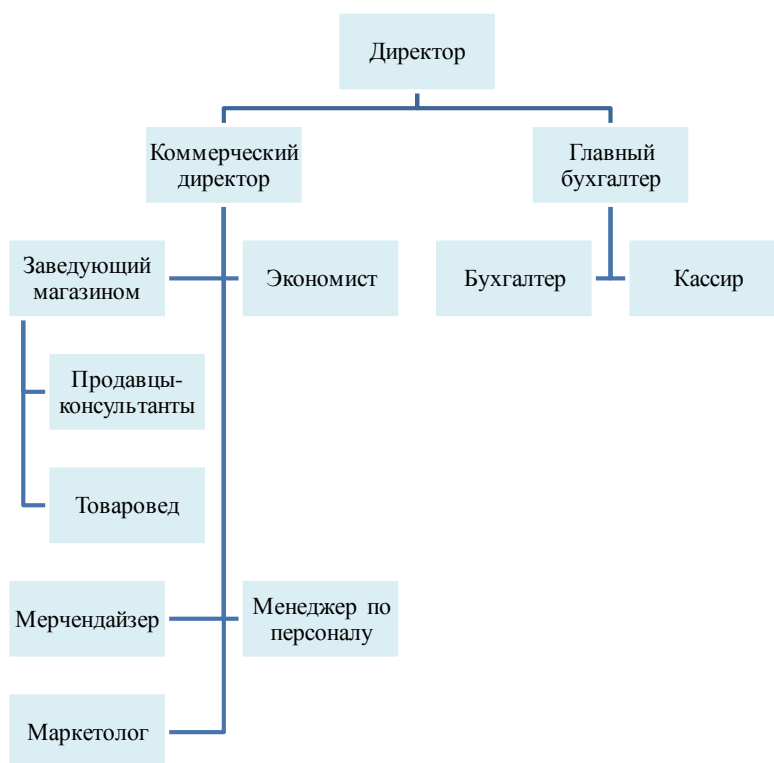 Директор
Коммерческий
директор
Главный
бухгалтер
Заведующий
магазином
Экономист
Бухгалтер
Кассир
Продавцы-
консультанты
Товаровед
Мерчендайзер
Менеджер по
персоналу
Маркетолог